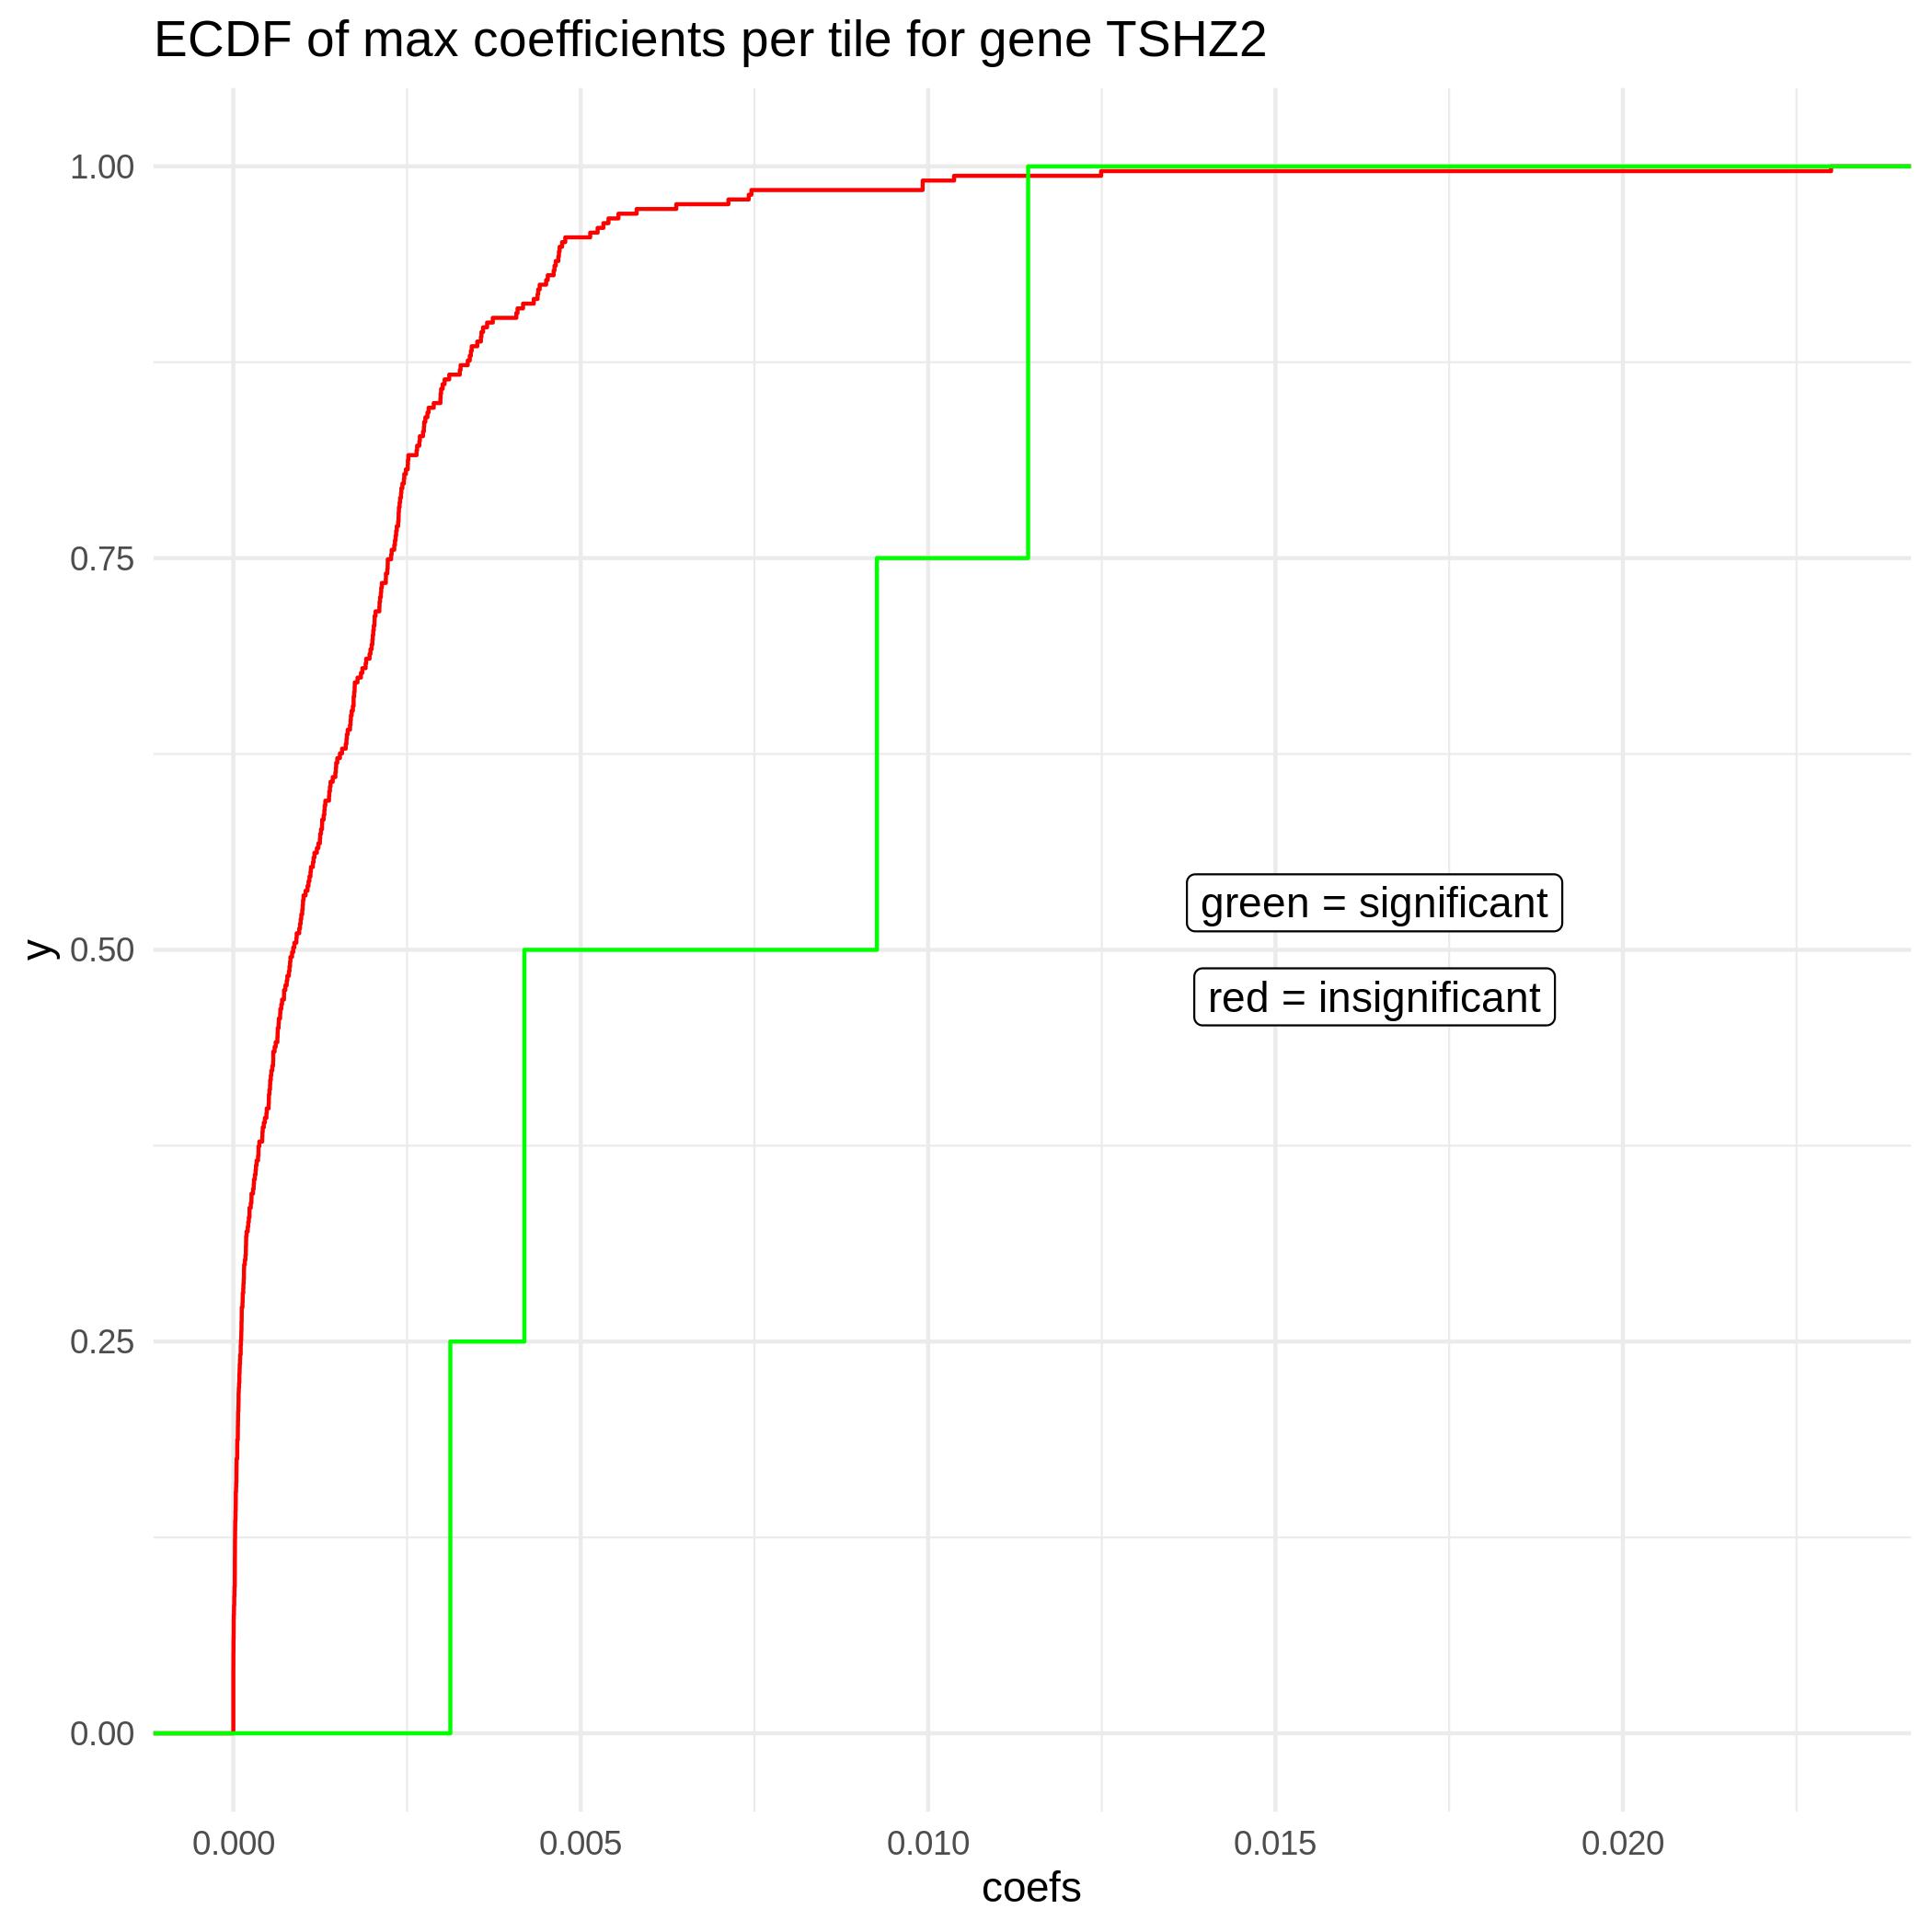 ECDF of max coefficients per tile for gene TSHZ2
1.00
0.75
0.50
0.25
0.00
y
green = significant
red = insignificant
0.000 0.005 0.010 0.015 0.020
coefs